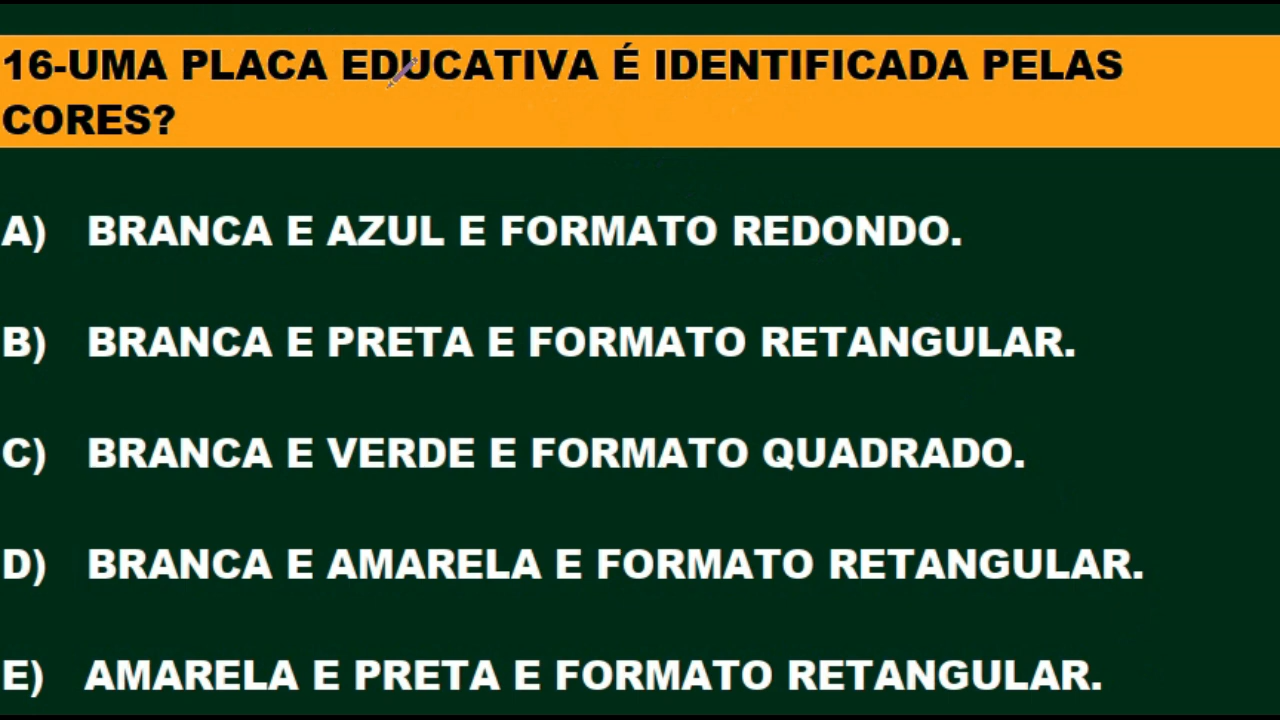 16-UMA PLACA EDUCATIVA É IDENTIFICADA PELAS
CORES?
A) BRANCA E AZUL E FORMATO REDONDO.
B) BRANCA E PRETA E FORMATO RETANGULAR.
C) BRANCA E VERDE E FORMATO QUADRADO.
D) BRANCA E AMARELA E FORMATO RETANGULAR.
E) AMARELA E PRETA E FORMATO RETANGULAR.